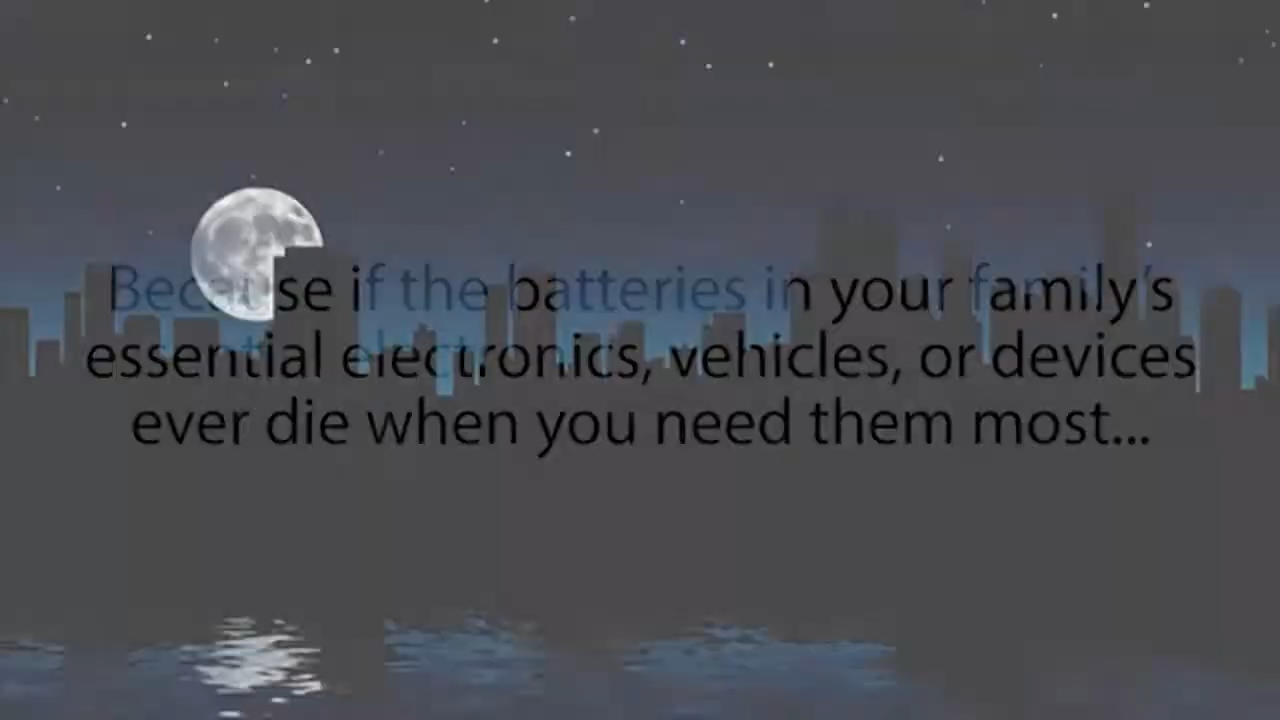 Because if the batteries in your family's
essential electronics, vehicles, or devices
ever die when you need them most...